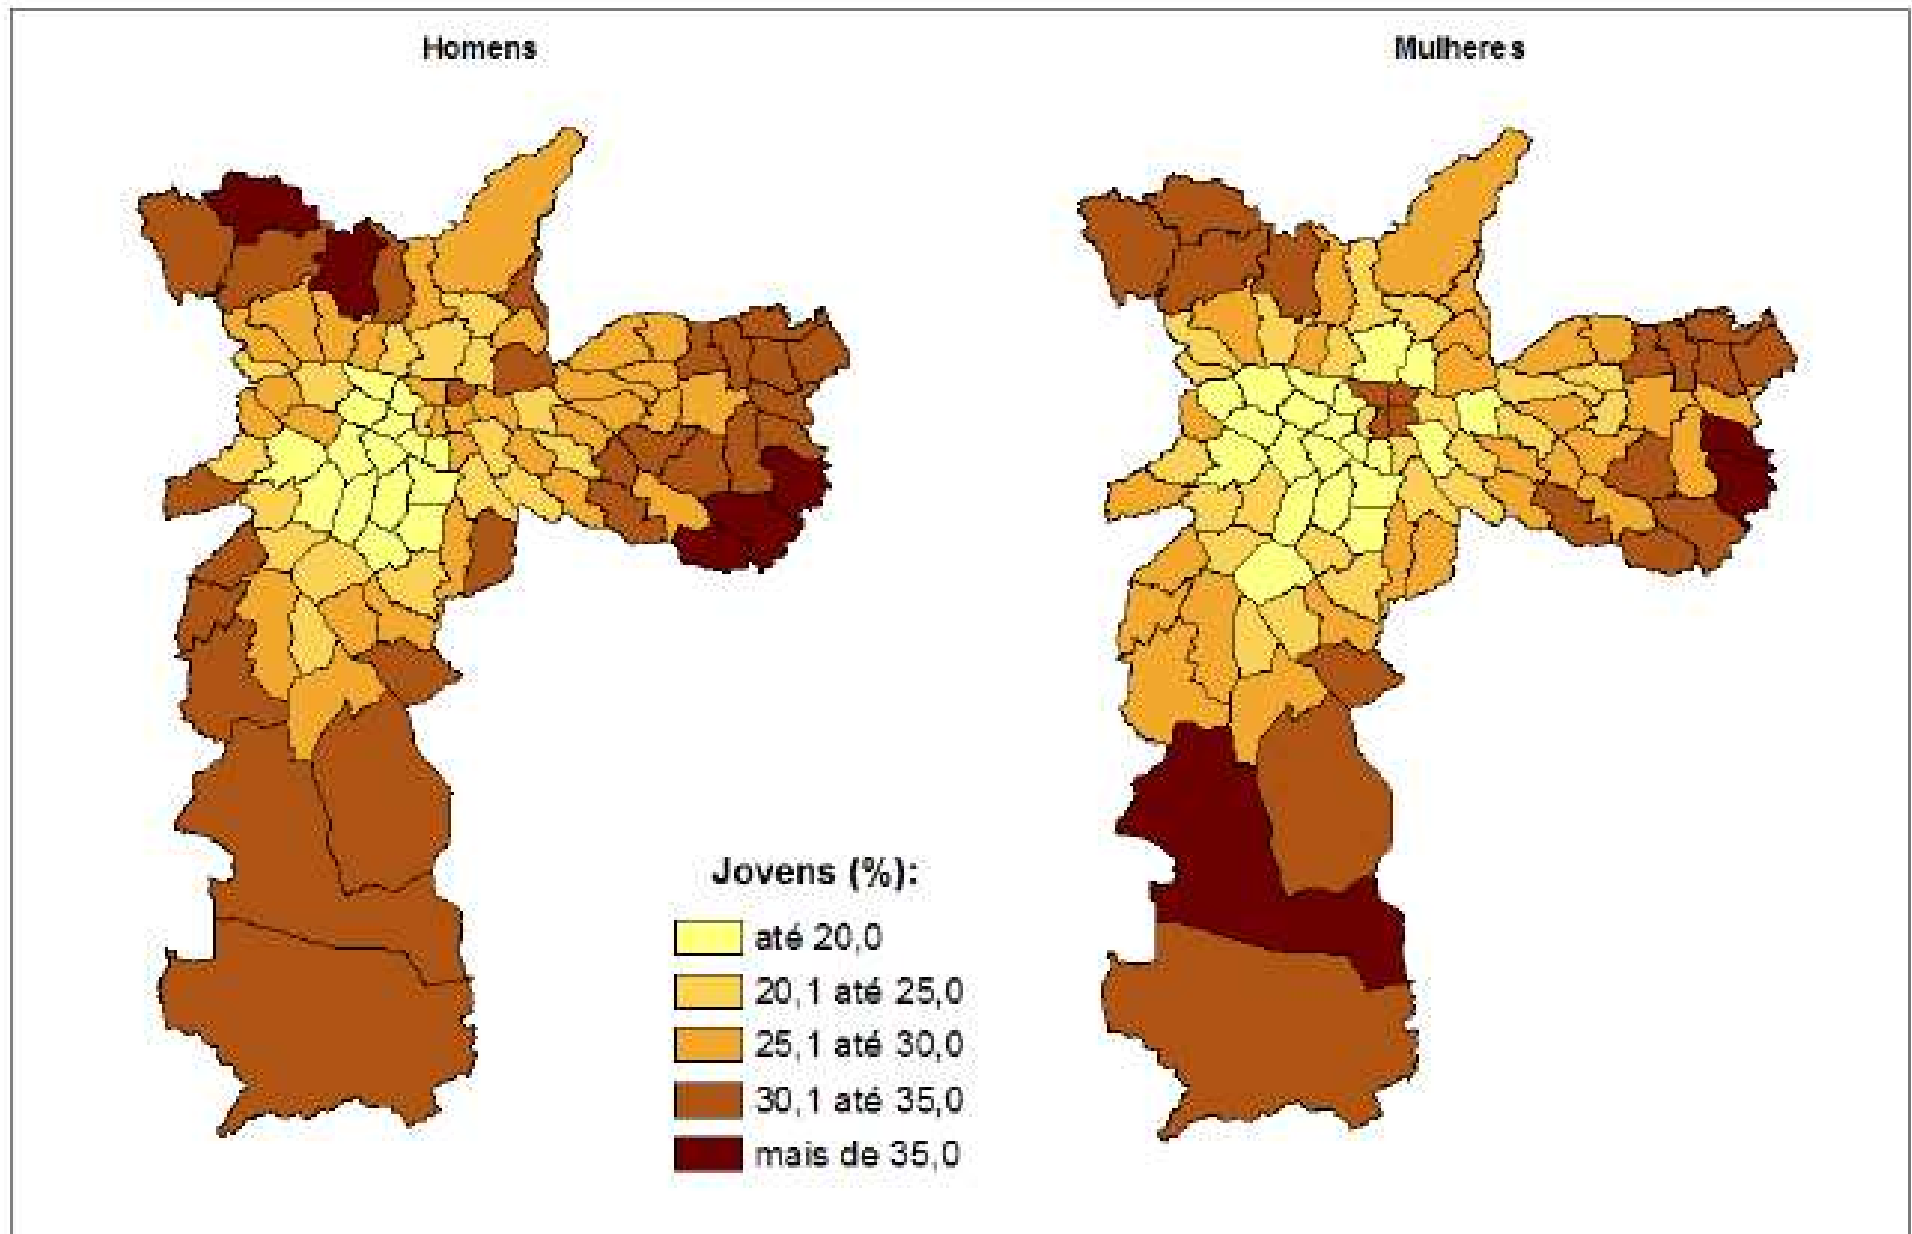 Homens
Mulheres
Jovens (%):
até 20,0
20,1 até 25,0
25,1 até 30,0
30,1 até 35,0
mais de 35,0